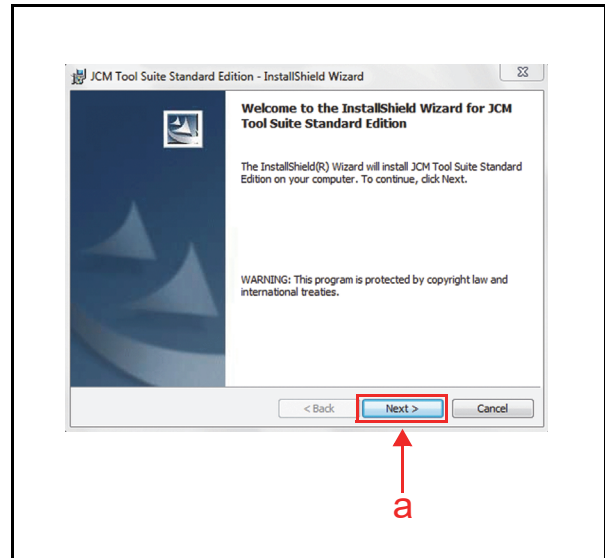 JCM Tool Suite Standard Edition - InstallShield Wizard
Welcome to the InstallShield Wizard for JCM
Tool Suite Standard Edition
The InstallShield(R) Wizard will install JCM Tool Suite Standard
Edition on your computer. To continue, click Next.
WARNING: This program is protected by copyright law and
international treaties.
< Back Next > Cancel
a